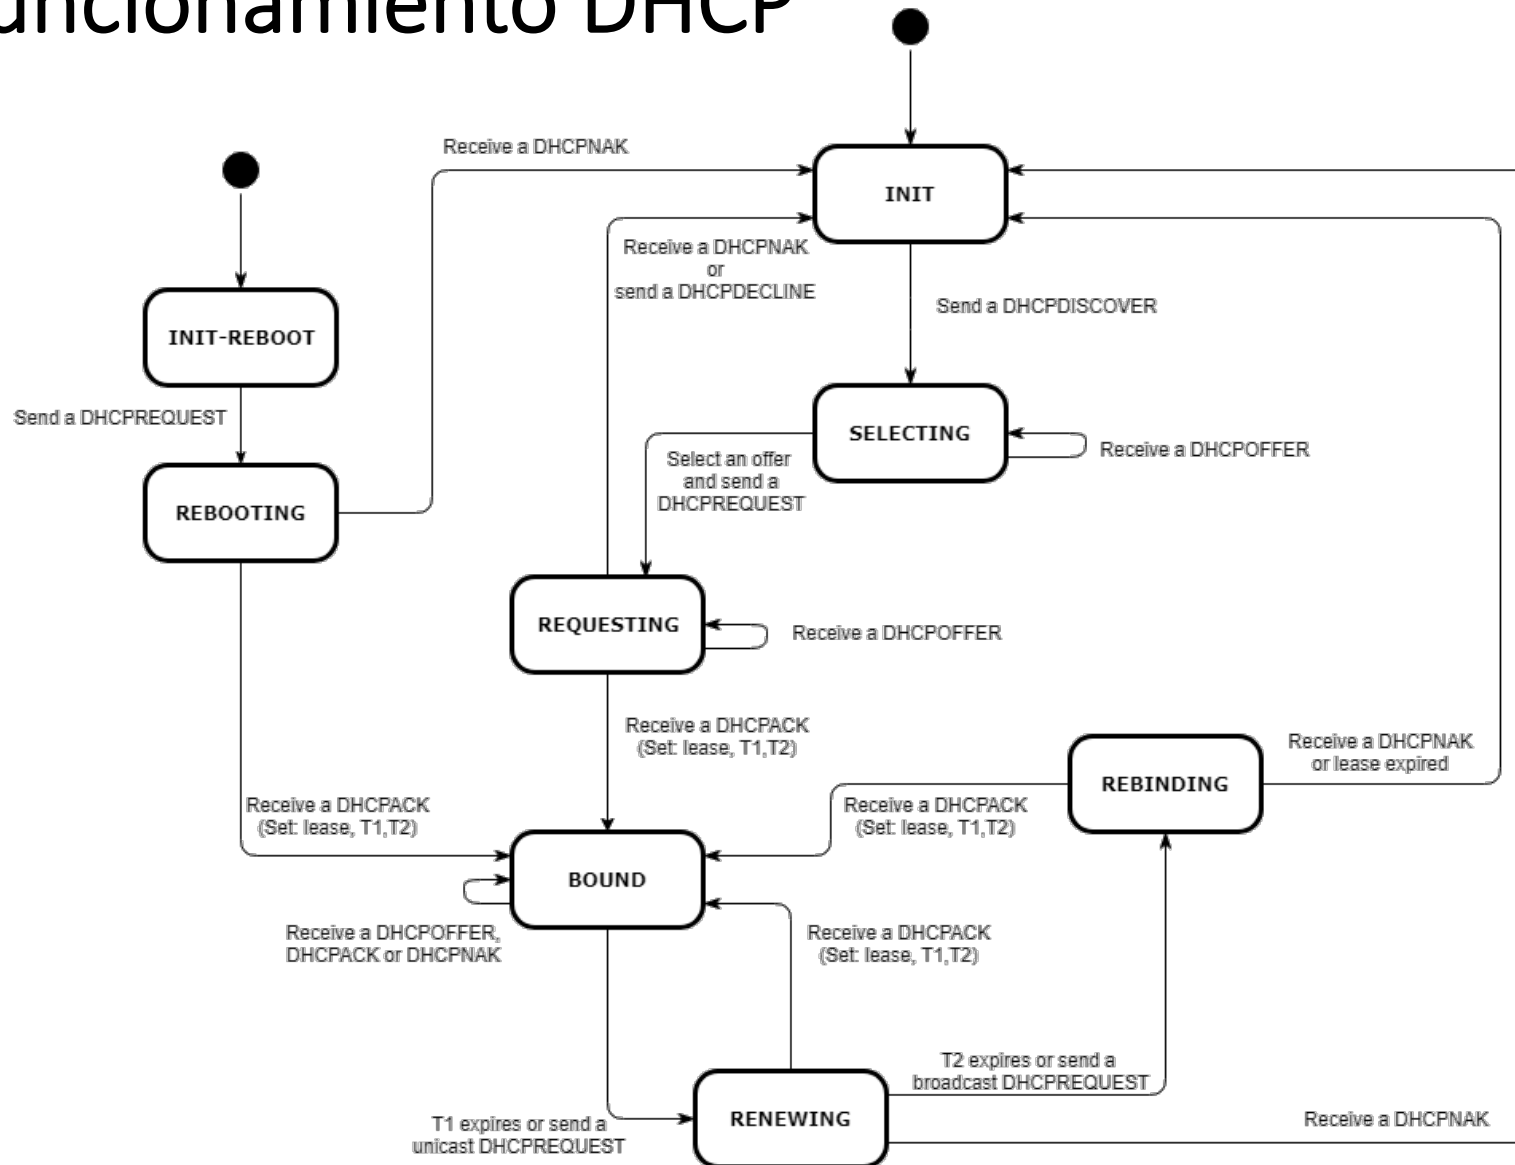 uncionamiento DHCP
Receive a DHCPNAK
INIT
Receive a DHCPNAK
or
send a DHCPDECLINE
Send a DHCPDISCOVER
INIT-REBOOT
Send a DHCPREQUEST
SELECTING
Receive a DHCPOFFER
Select an offer
and send a
DHCPREQUEST
REBOOTING
REQUESTING
Receive a DHCPOFFER
Receive a DHCPACK
(Set: lease, T1,T2)
REBINDING
Receive a DHCPNAK
or lease expired
Receive a DHCPACK
(Set: lease, T1,T2)
Receive a DHCPACK
(Set: lease, T1,T2)
BOUND
Receive a DHCPOFFER,
DHCPACK or DHCPNAK
Receive a DHCPACK
(Set: lease, T1,T2)
T2 expires or send a
broadcast DHCPREQUEST
T1 expires or send a
unicast DHCPREQUEST
RENEWING
Receive a DHCPNAK